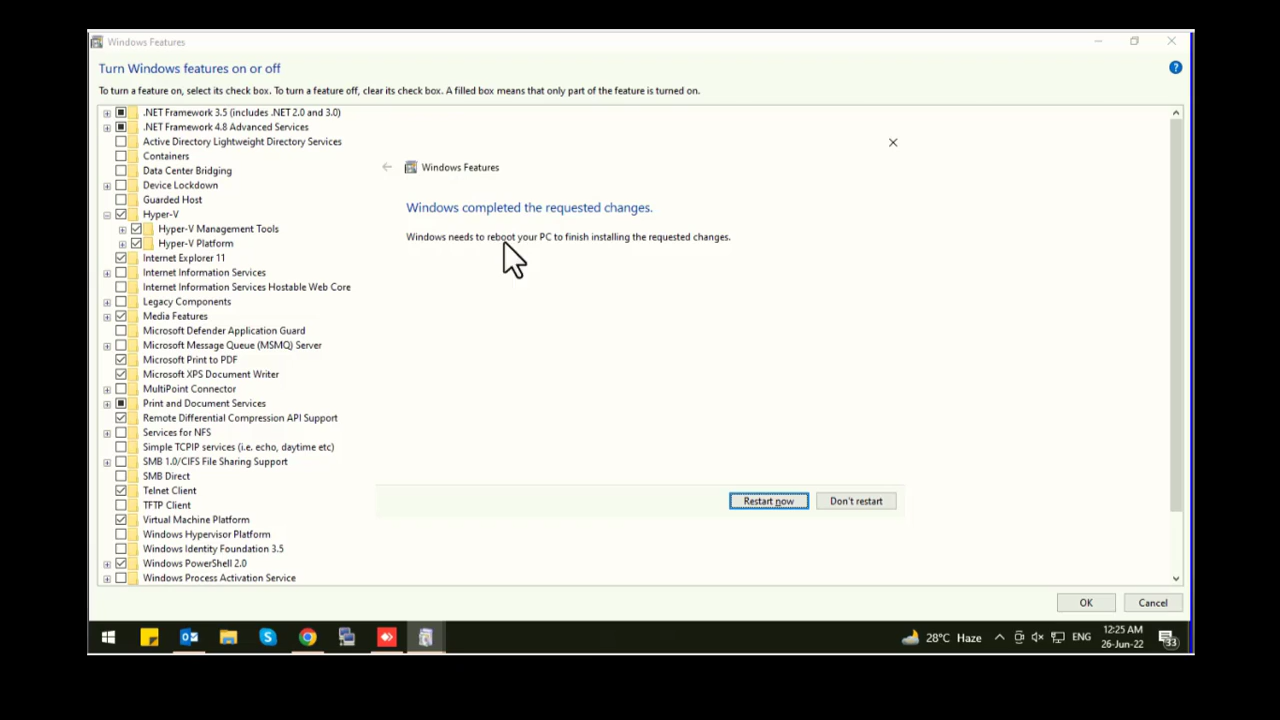 Windows Features
Turn Windows features on or off
To turn a feature on, select its check box. To turn a feature off, clear its check box. A filled box means that only part of the feature is turned on.
.NET Framework 3.5 (includes .NET 2.0 and 3.0)
.NET Framework 4.8 Advanced Services
Active Directory Lightweight Directory Services
Containers
Data Center Bridging
Device Lockdown
Guarded Host
Hyper-V
Hyper-V Management Tools
Hyper-V Platform
Internet Explorer 11
Internet Information Services
Internet Information Services Hostable Web Core
Legacy Components
Media Features
Microsoft Defender Application Guard
Microsoft Message Queue (MSMQ) Server
Microsoft Print to PDF
Microsoft XPS Document Writer
MultiPoint Connector
Print and Document Services
Remote Differential Compression API Support
Services for NFS
Simple TCPIP services (i.e. echo, daytime etc)
SMB 1.0/CIFS File Sharing Support
SMB Direct
Telnet Client
TFTP Client
Virtual Machine Platform
Windows Hypervisor Platform
Windows Identity Foundation 3.5
Windows PowerShell 2.0
Windows Process Activation Service
Windows Features
Windows completed the requested changes.
Windows needs to reboot your PC to finish installing the requested changes.
Restart now
Don't restart
OK
Cancel
28°C Haze
ENG
12:25 AM
26-Jun-22
33